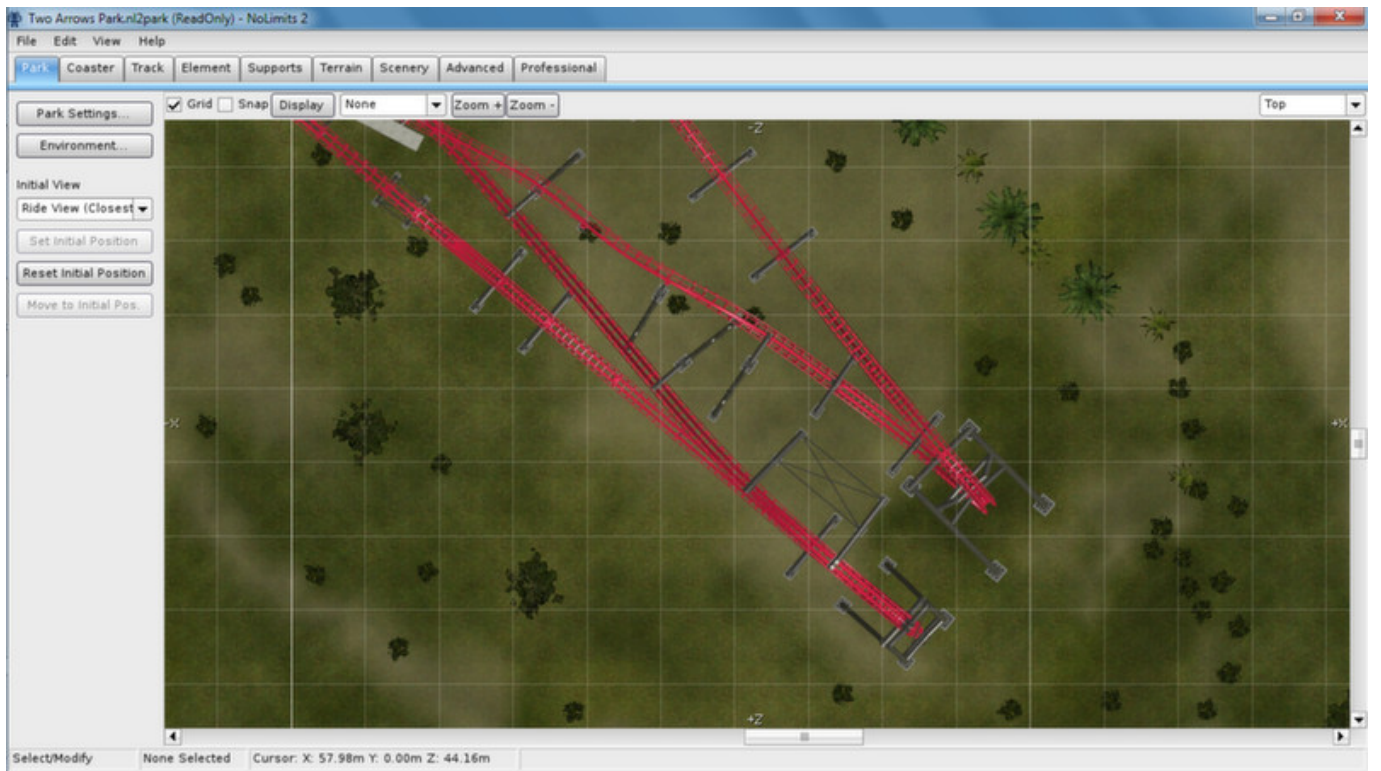 Two Arrows Park.nl2park (ReadOnly) - NoLimits 2
File Edit View Help
Park Coaster Track Element Supports Terrain Scenery Advanced Professional
Park Settings... Grid Snap Display None Zoom + Zoom - Top
Environment...
Initial View
Ride View (Closest
Set Initial Position
Reset Initial Position
Move to Initial Pos.
-Z
-X +X
+Z
Select/Modify None Selected Cursor: X: 57.98m Y: 0.00m Z: 44.16m